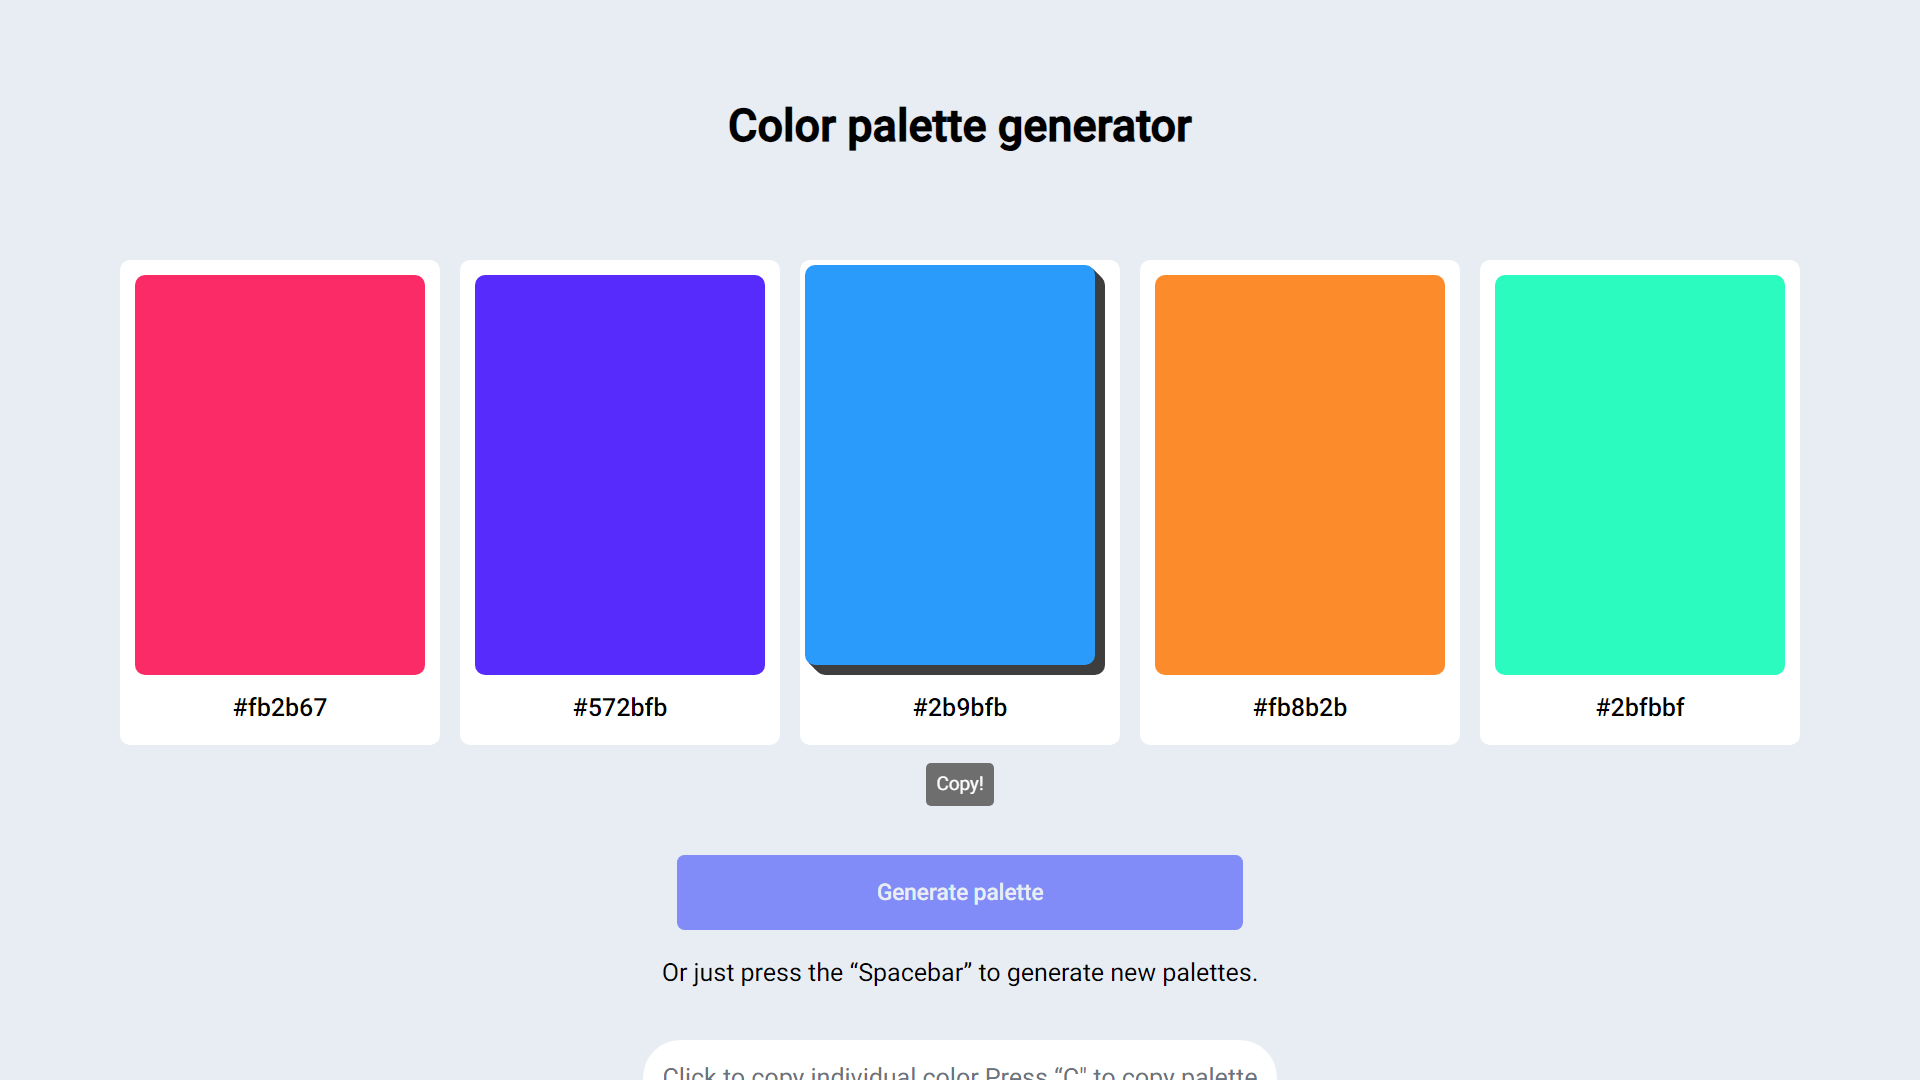 Color palette generator
#fb2b67
#572bfb
#2b9bfb
#fb8b2b
#2bfbbf
Copy!
Generate palette
Or just press the “Spacebar” to generate new palettes.
Click to copy individual color Press “C" to copy palette